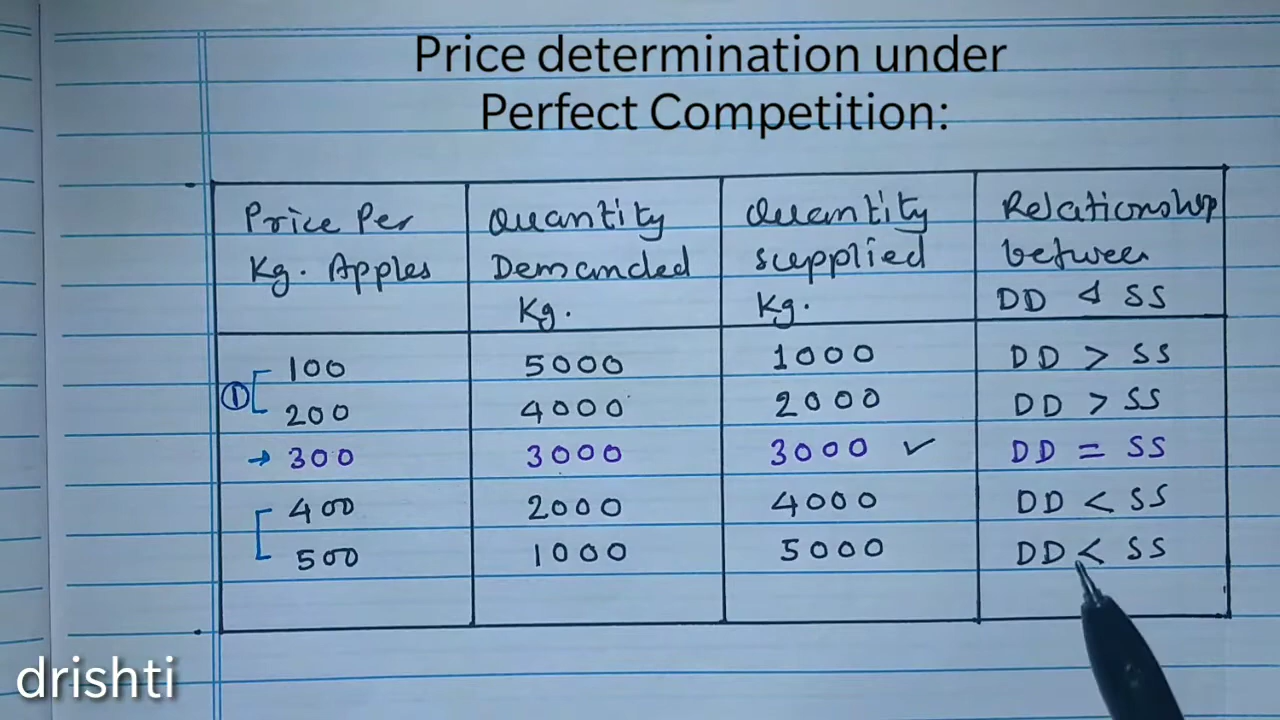 Price determination under
Perfect Competition:
Price Per Kg. Apples | Quantity Demanded Kg. | Quantity supplied Kg. | Relationship between DD & SS
① 100 | 5000 | 1000 | DD > SS
200 | 4000 | 2000 | DD > SS
→ 300 | 3000 | 3000 ✓ | DD = SS
400 | 2000 | 4000 | DD < SS
500 | 1000 | 5000 | DD < SS
drishti